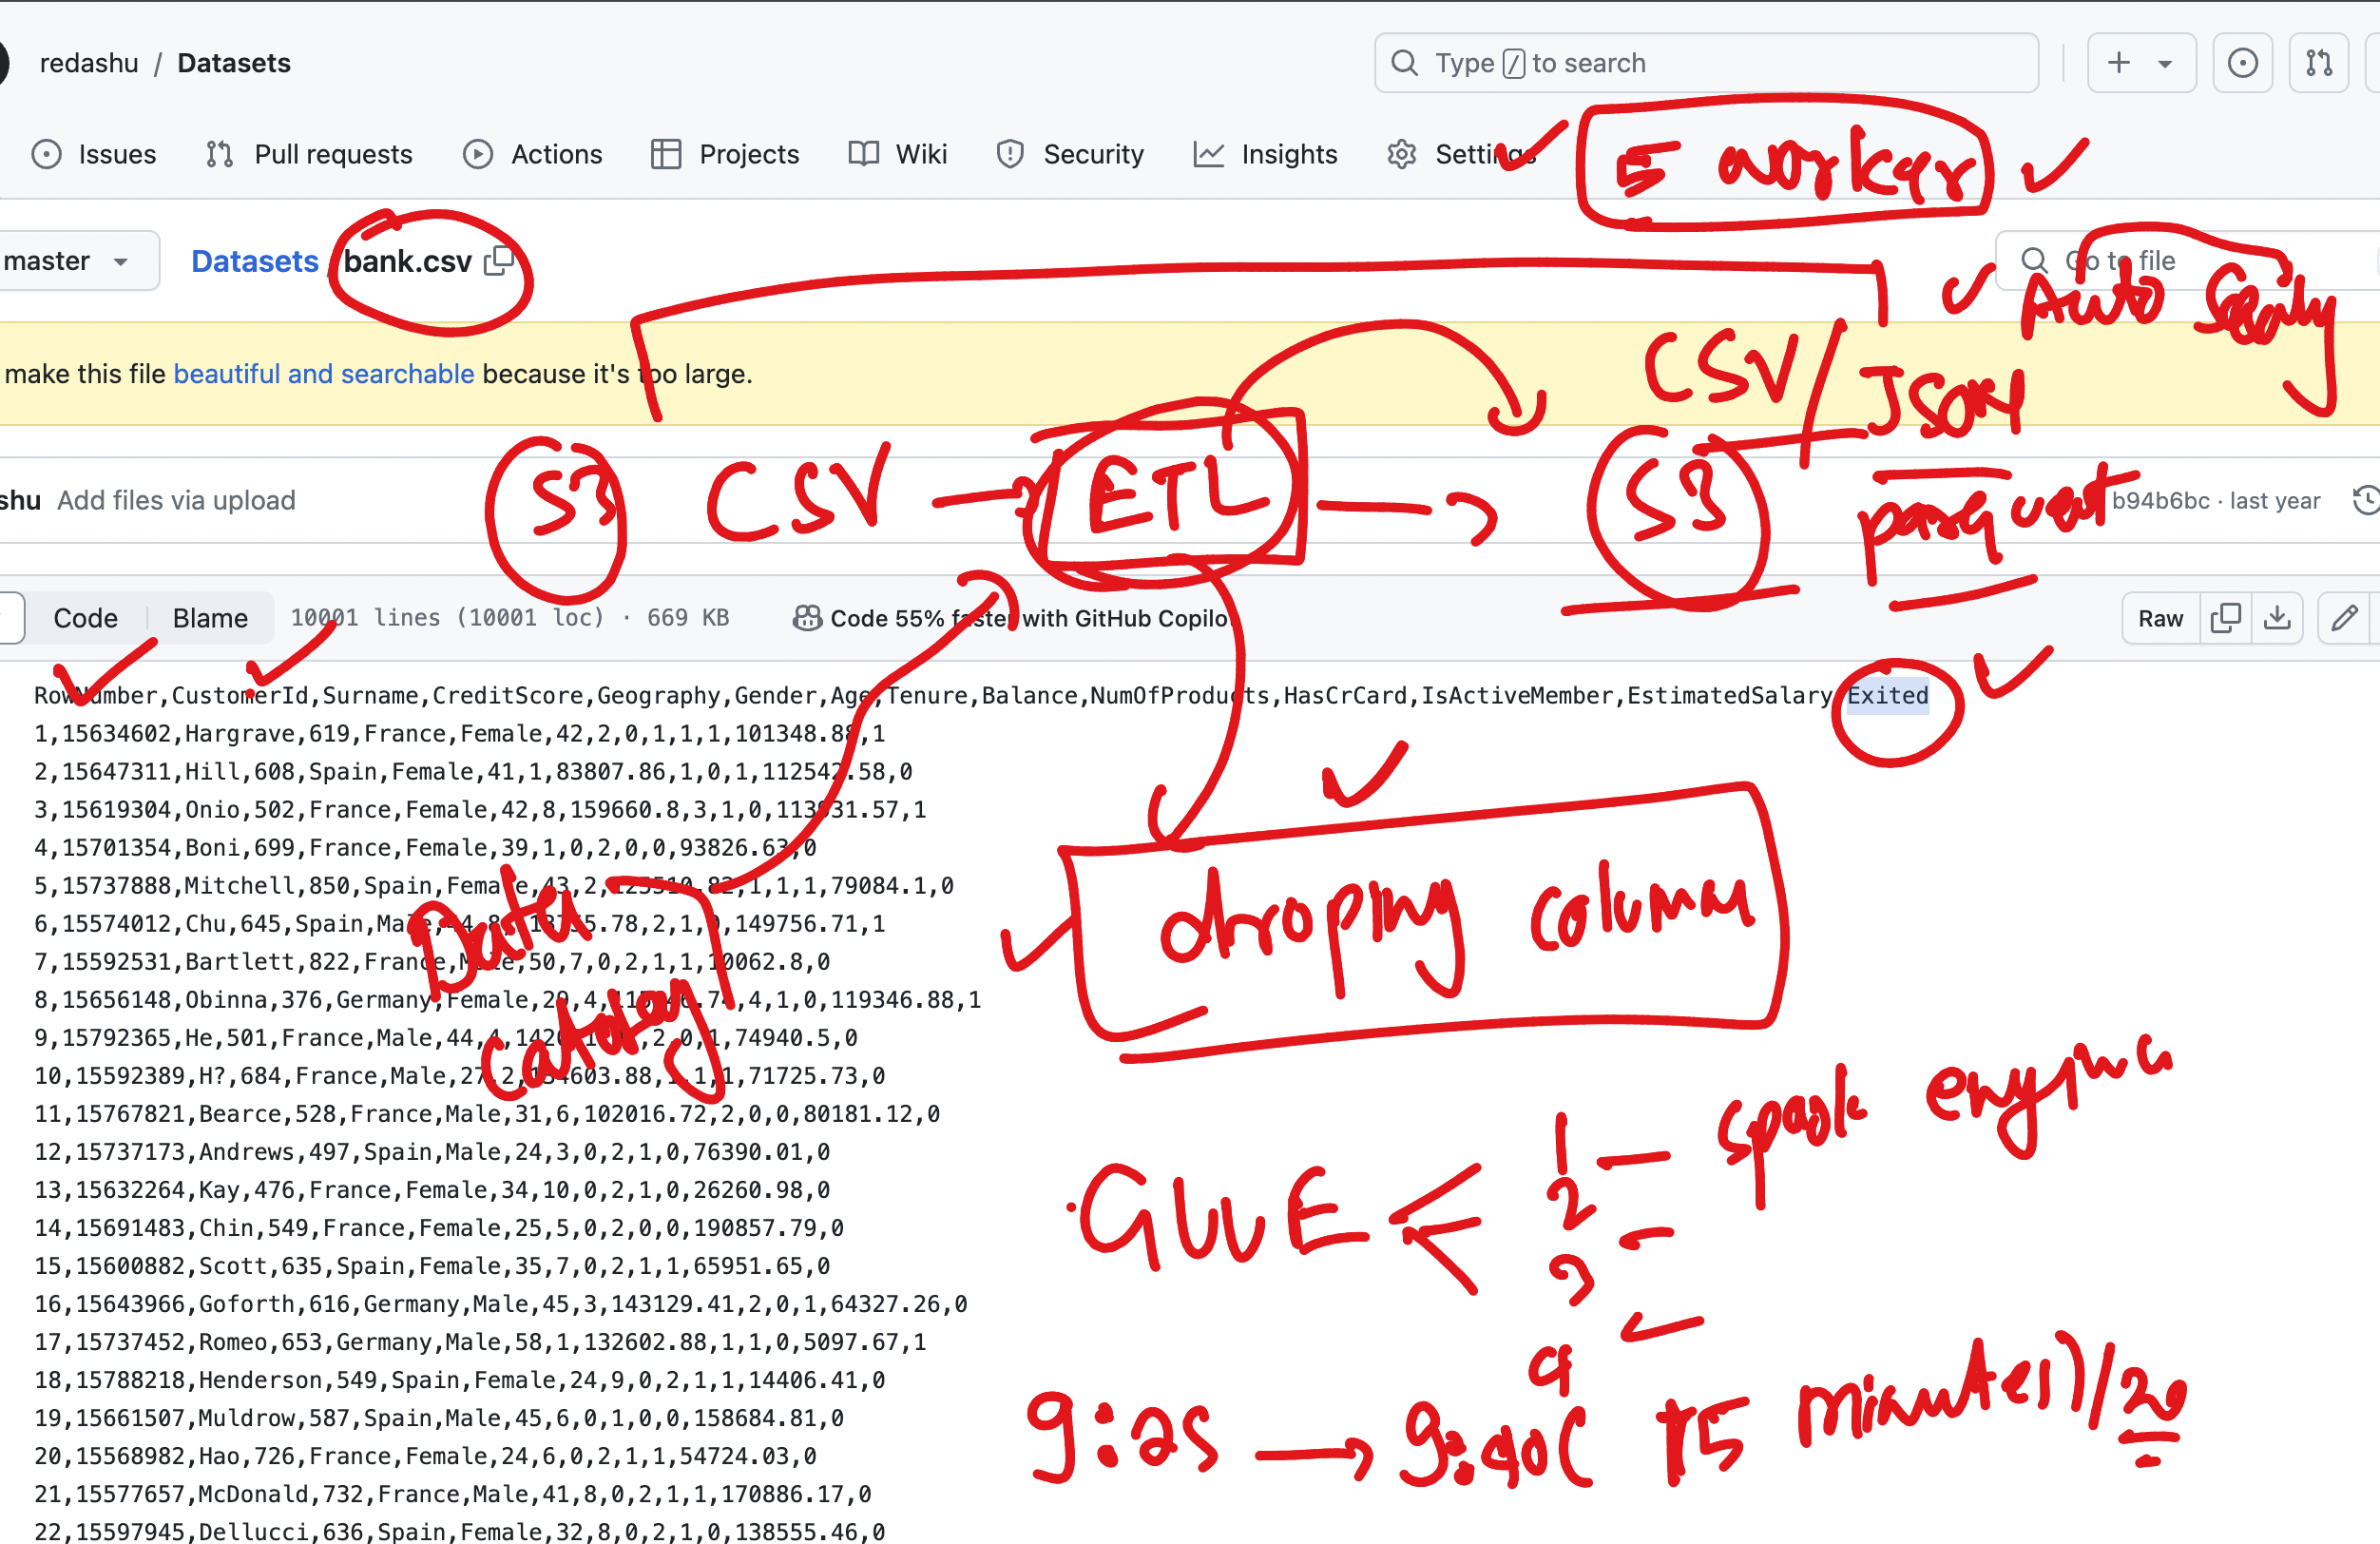 redashu / Datasets
Type / to search
Issues Pull requests Actions Projects Wiki Security Insights Settings
5 worker
master
Datasets
bank.csv
Go to file
Auto
make this file beautiful and searchable because it's too large.
CSV/
JSON
S3 CSV → ETL → S3
parquet
shu Add files via upload
b94b6bc · last year
Code Blame 10001 lines (10001 loc) · 669 KB
Code 55% faster with GitHub Copilot
Raw
RowNumber,CustomerId,Surname,CreditScore,Geography,Gender,Age,Tenure,Balance,NumOfProducts,HasCrCard,IsActiveMember,EstimatedSalary,Exited
1,15634602,Hargrave,619,France,Female,42,2,0,1,1,1,101348.88,1
2,15647311,Hill,608,Spain,Female,41,1,83807.86,1,0,1,112542.58,0
3,15619304,Onio,502,France,Female,42,8,159660.8,3,1,0,113931.57,1
4,15701354,Boni,699,France,Female,39,1,0,2,0,0,93826.63,0
5,15737888,Mitchell,850,Spain,Female,43,2,125510.82,1,1,1,79084.1,0
6,15574012,Chu,645,Spain,Male,44,8,113755.78,2,1,0,149756.71,1
7,15592531,Bartlett,822,France,Male,50,7,0,2,1,1,10062.8,0
8,15656148,Obinna,376,Germany,Female,29,4,115046.74,4,1,0,119346.88,1
9,15792365,He,501,France,Male,44,4,142051.07,2,0,1,74940.5,0
10,15592389,H?,684,France,Male,27,2,134603.88,1,1,1,71725.73,0
11,15767821,Bearce,528,France,Male,31,6,102016.72,2,0,0,80181.12,0
12,15737173,Andrews,497,Spain,Male,24,3,0,2,1,0,76390.01,0
13,15632264,Kay,476,France,Female,34,10,0,2,1,0,26260.98,0
14,15691483,Chin,549,France,Female,25,5,0,2,0,0,190857.79,0
15,15600882,Scott,635,Spain,Female,35,7,0,2,1,1,65951.65,0
16,15643966,Goforth,616,Germany,Male,45,3,143129.41,2,0,1,64327.26,0
17,15737452,Romeo,653,Germany,Male,58,1,132602.88,1,1,0,5097.67,1
18,15788218,Henderson,549,Spain,Female,24,9,0,2,1,1,14406.41,0
19,15661507,Muldrow,587,Spain,Male,45,6,0,1,0,0,158684.81,0
20,15568982,Hao,726,France,Female,24,6,0,2,1,1,54724.03,0
21,15577657,McDonald,732,France,Male,41,8,0,2,1,1,170886.17,0
22,15597945,Dellucci,636,Spain,Female,32,8,0,2,1,0,138555.46,0
droping column
Data
catalog
GLUE < 1 — spark
2 —
3
9:25 → 9:40 ( 15 minutes)/20